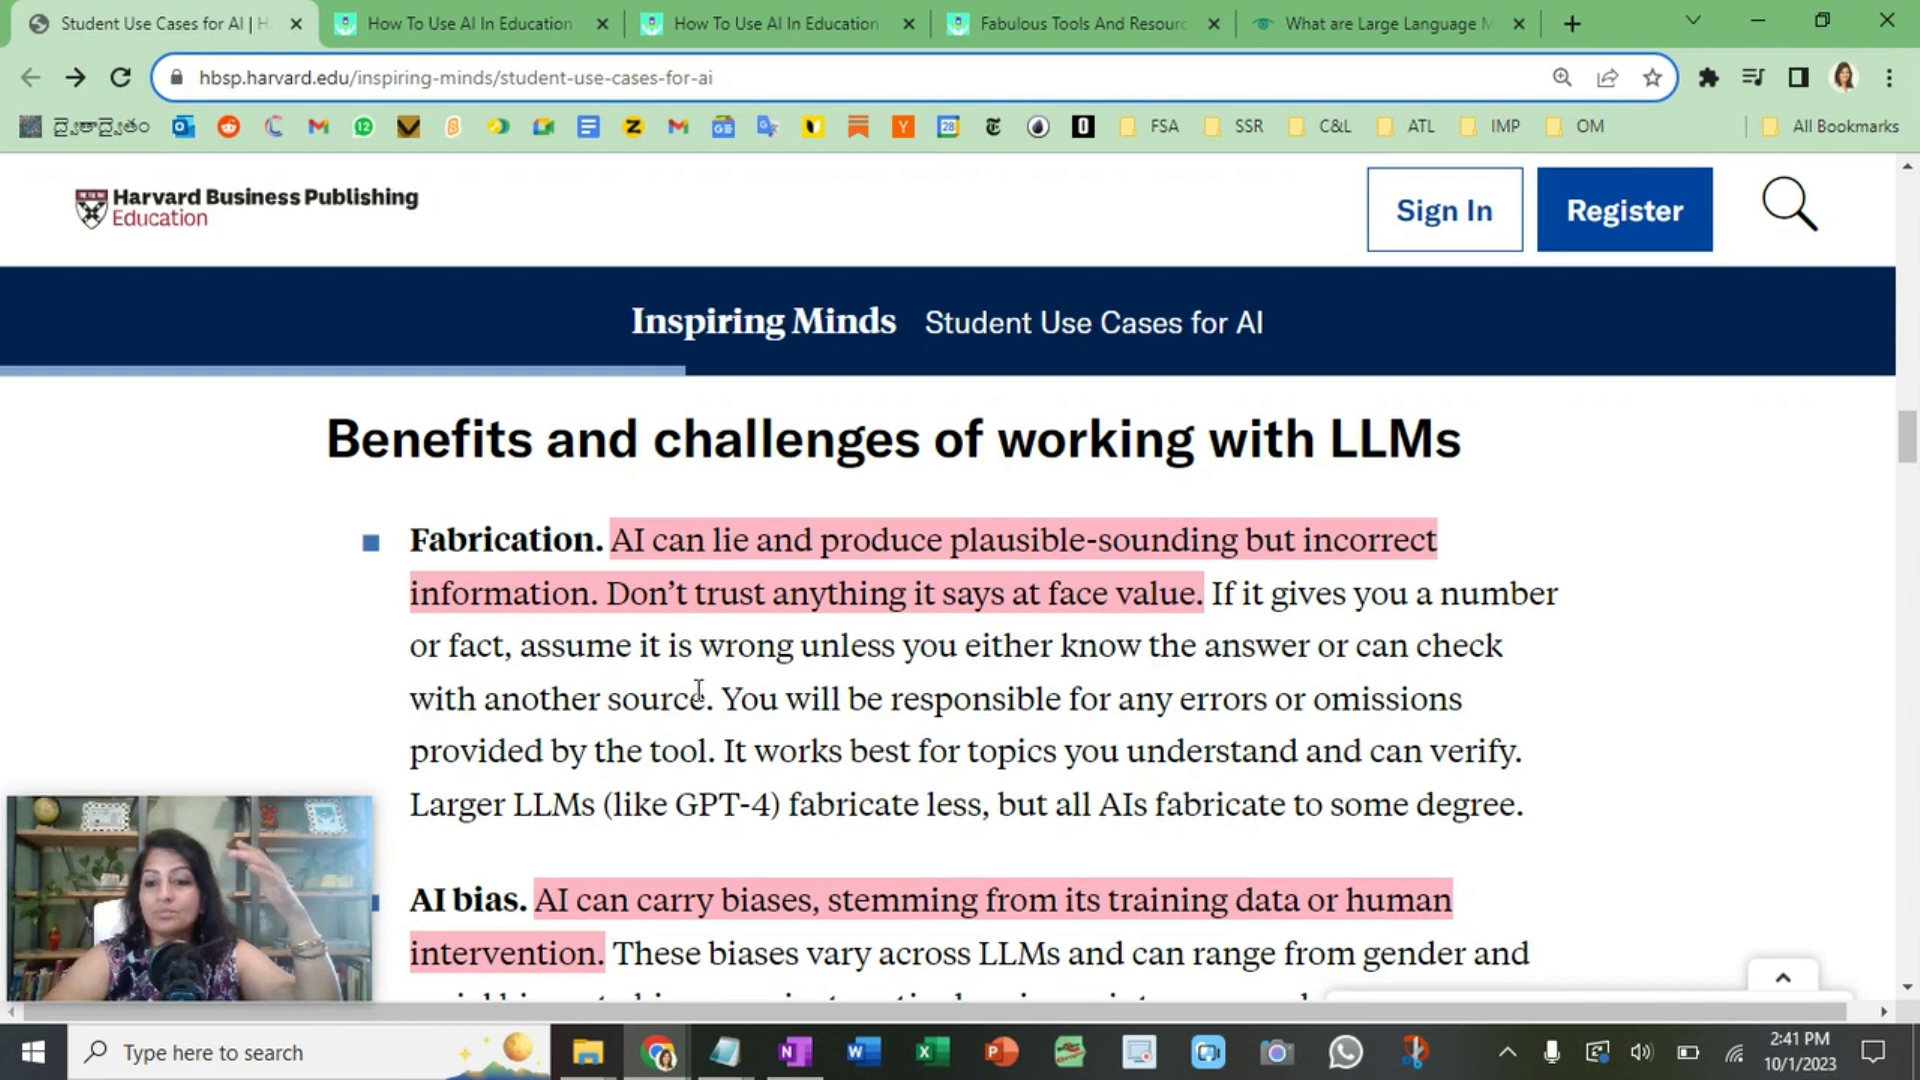 Student Use Cases for AI | H
How To Use AI In Education
How To Use AI In Education
Fabulous Tools And Resourc
What are Large Language M
hbsp.harvard.edu/inspiring-minds/student-use-cases-for-ai
ద్వైతాద్వైతం
FSA
SSR
C&L
ATL
IMP
OM
All Bookmarks
Harvard Business Publishing
Education
Sign In
Register
Inspiring Minds Student Use Cases for AI
Benefits and challenges of working with LLMs
Fabrication. AI can lie and produce plausible-sounding but incorrect
information. Don’t trust anything it says at face value. If it gives you a number
or fact, assume it is wrong unless you either know the answer or can check
with another source. You will be responsible for any errors or omissions
provided by the tool. It works best for topics you understand and can verify.
Larger LLMs (like GPT-4) fabricate less, but all AIs fabricate to some degree.
AI bias. AI can carry biases, stemming from its training data or human
intervention. These biases vary across LLMs and can range from gender and
Type here to search
2:41 PM
10/1/2023